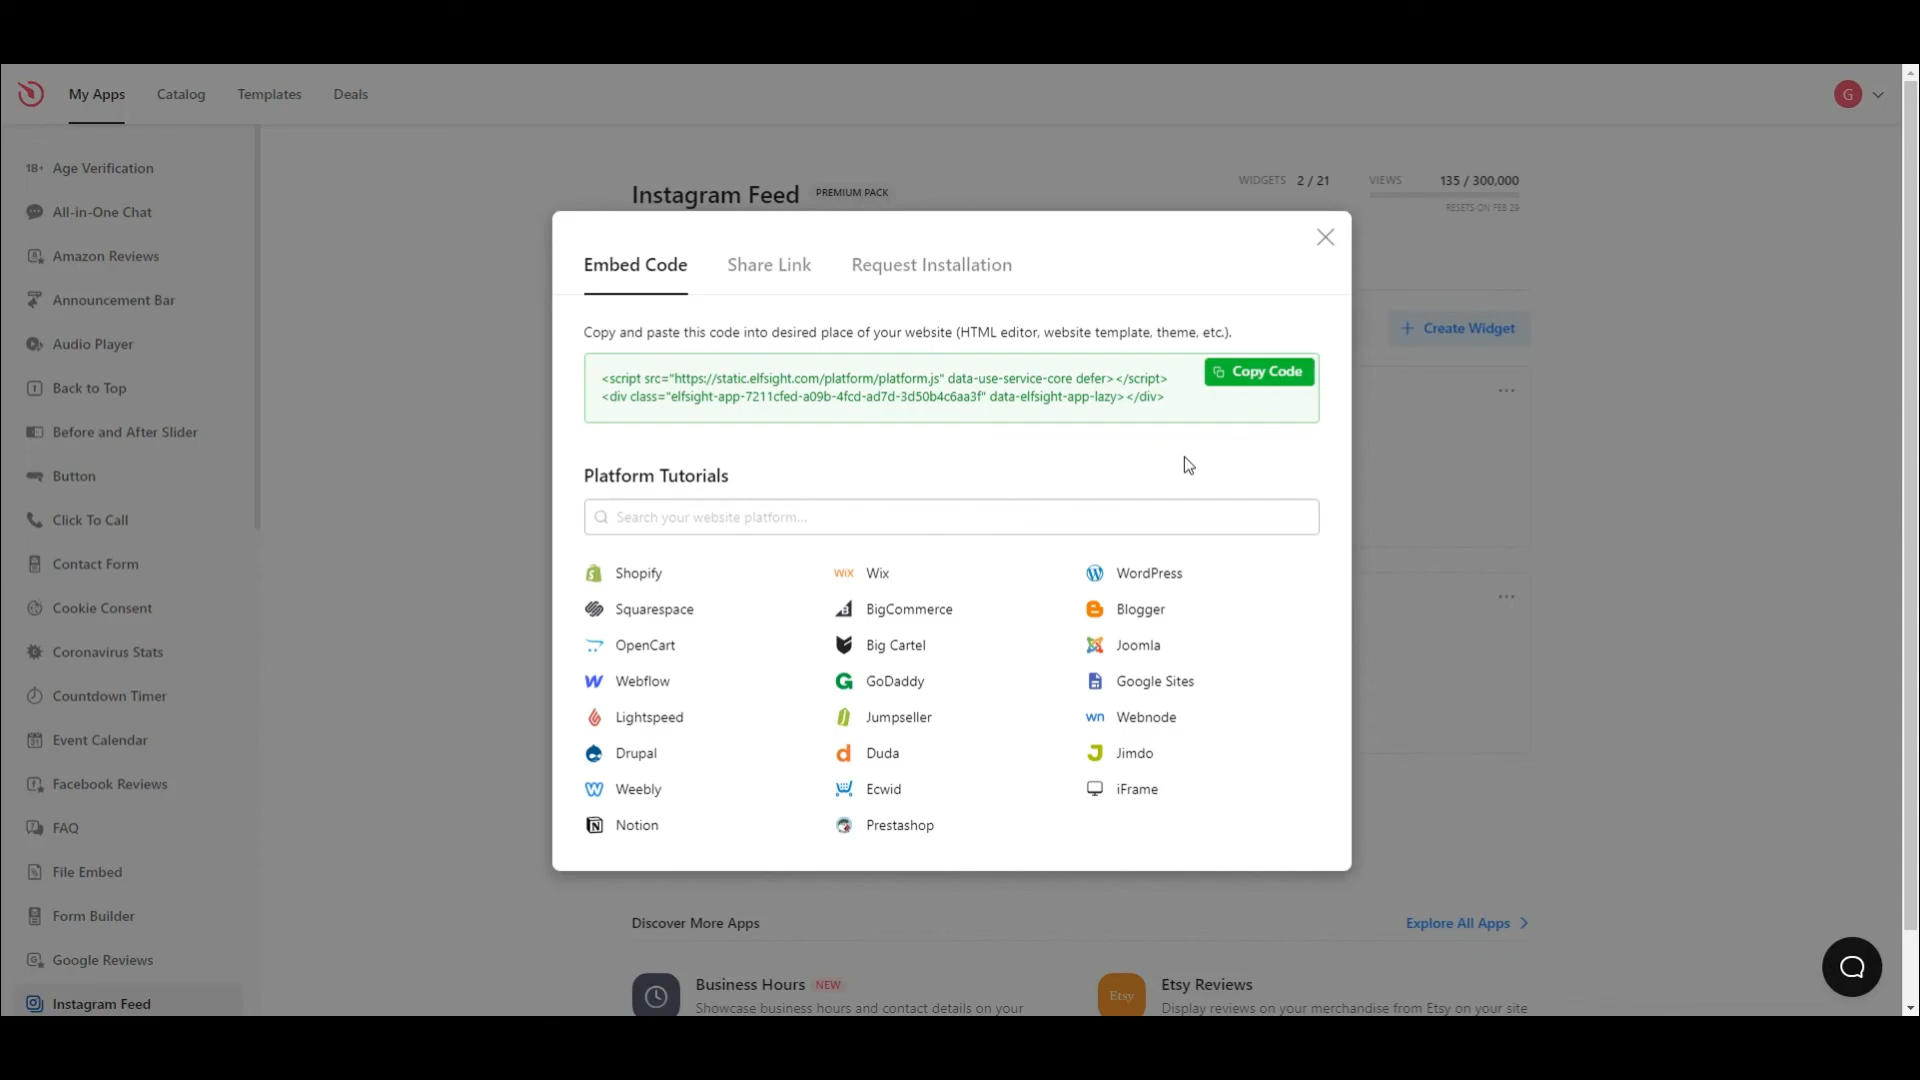 My Apps
Catalog
Templates
Deals
G
18+ Age Verification
All-in-One Chat
Amazon Reviews
Announcement Bar
Audio Player
Back to Top
Before and After Slider
Button
Click To Call
Contact Form
Cookie Consent
Coronavirus Stats
Countdown Timer
Event Calendar
Facebook Reviews
FAQ
File Embed
Form Builder
Google Reviews
Instagram Feed
Instagram Feed PREMIUM PACK
WIDGETS 2 / 21
VIEWS 135 / 300,000
RESETS ON FEB 29
+ Create Widget
Embed Code
Share Link
Request Installation
Copy and paste this code into desired place of your website (HTML editor, website template, theme, etc.).
<script src="https://static.elfsight.com/platform/platform.js" data-use-service-core defer></script>
<div class="elfsight-app-7211cfed-a09b-4fcd-ad7d-3d50b4c6aa3f" data-elfsight-app-lazy></div>
Copy Code
Platform Tutorials
Search your website platform...
Shopify
WiX Wix
WordPress
Squarespace
BigCommerce
Blogger
OpenCart
Big Cartel
Joomla
Webflow
GoDaddy
Google Sites
Lightspeed
Jumpseller
wn Webnode
Drupal
Duda
Jimdo
Weebly
Ecwid
iFrame
Notion
Prestashop
Discover More Apps
Explore All Apps
Business Hours NEW
Showcase business hours and contact details on your
Etsy
Etsy Reviews
Display reviews on your merchandise from Etsy on your site